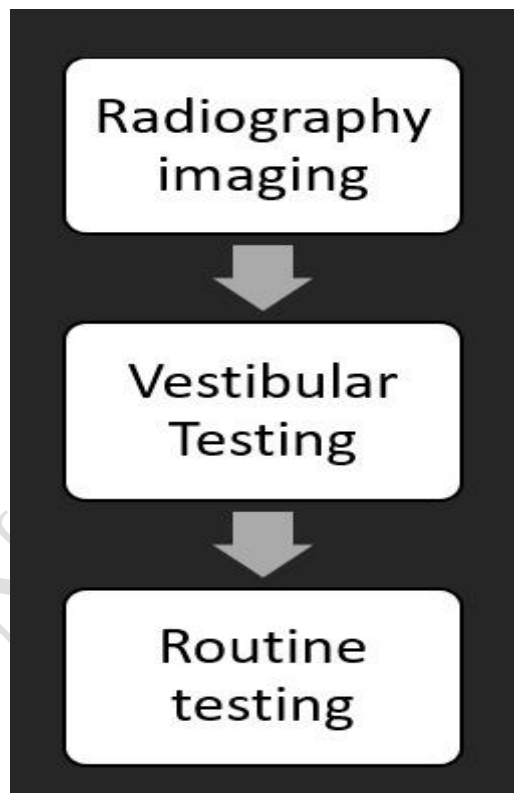 Radiography
imaging
Vestibular
Testing
Routine
testing